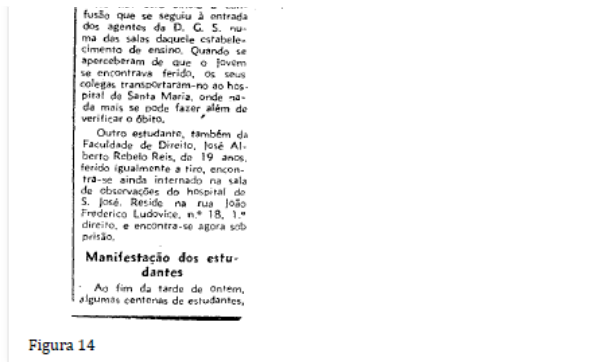 fusão que se seguiu à entrada
dos agentes da D. G. S. nu-
ma das salas daquele estabele-
cimento de ensino. Quando se
aperceberam de que o jovem
se encontrava ferido, os seus
colegas transportaram-no ao hos-
pital de Santa Maria, onde na-
da mais se pode fazer além de
verificar o óbito.
Outro estudante, também da
Faculdade de Direito, José Al-
berto Rebelo Reis, de 19 anos,
ferido igualmente a tiro, encon-
tra-se ainda internado na sala
de observações do hospital de
S. José. Reside na rua João
Frederico Ludovice, n.º 18, 1.º
direito, e encontra-se agora sob
prisão.
Manifestação dos estu-
dantes
Ao fim da tarde de ontem,
algumas centenas de estudantes,
Figura 14